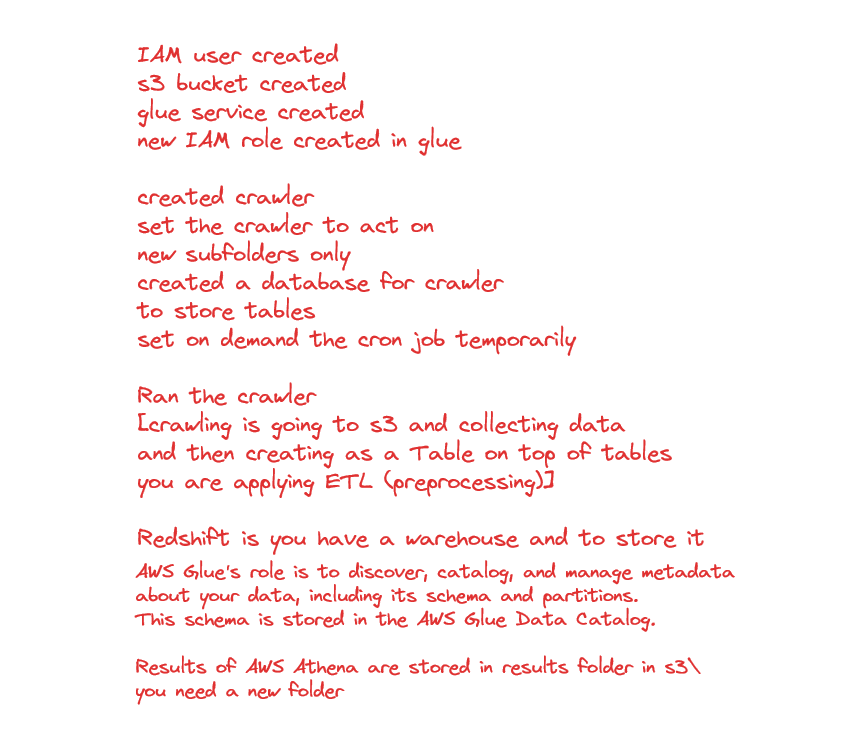 IAM user created
s3 bucket created
glue service created
new IAM role created in glue
created crawler
set the crawler to act on
new subfolders only
created a database for crawler
to store tables
set on demand the cron job temporarily
Ran the crawler
[crawling is going to s3 and collecting data
and then creating as a Table on top of tables
you are applying ETL (preprocessing)]
Redshift is you have a warehouse and to store it
AWS Glue's role is to discover, catalog, and manage metadata
about your data, including its schema and partitions.
This schema is stored in the AWS Glue Data Catalog.
Results of AWS Athena are stored in results folder in s3\
you need a new folder